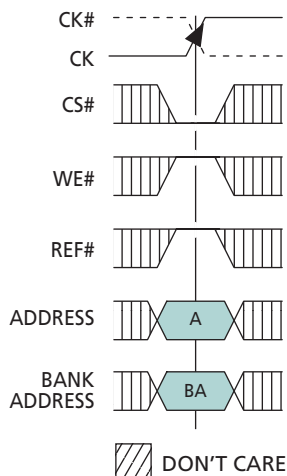 CK#
CK
CS#
WE#
REF#
ADDRESS
A
BANK
ADDRESS
BA
DON'T CARE